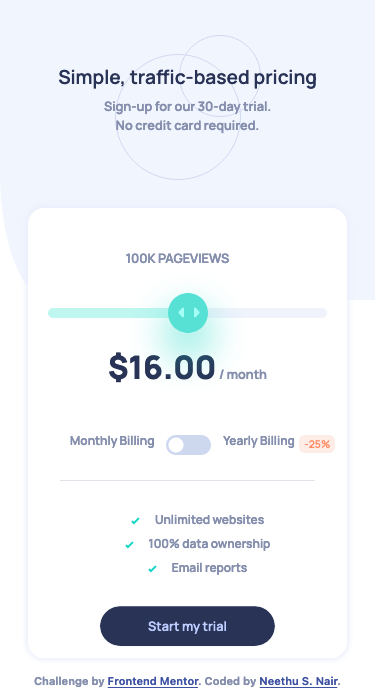 Simple, traffic-based pricing
Sign-up for our 30-day trial.
No credit card required.
100K PAGEVIEWS
$16.00 / month
Monthly Billing Yearly Billing -25%
Unlimited websites
100% data ownership
Email reports
Start my trial
Challenge by Frontend Mentor. Coded by Neethu S. Nair.